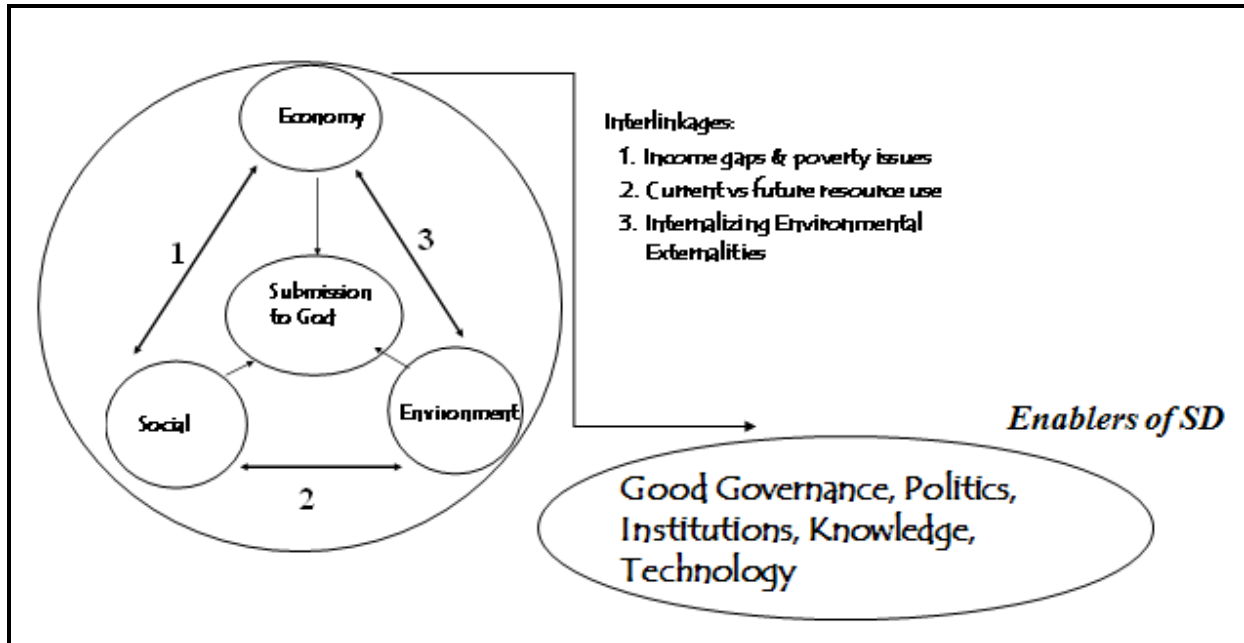 Economy
Interlinkages:
1. Income gaps & poverty issues
2. Current vs future resource use
3. Internalizing Environmental
Externalities
1
3
Submission
to God
Social
Environment
2
Enablers of SD
Good Governance, Politics,
Institutions, Knowledge,
Technology